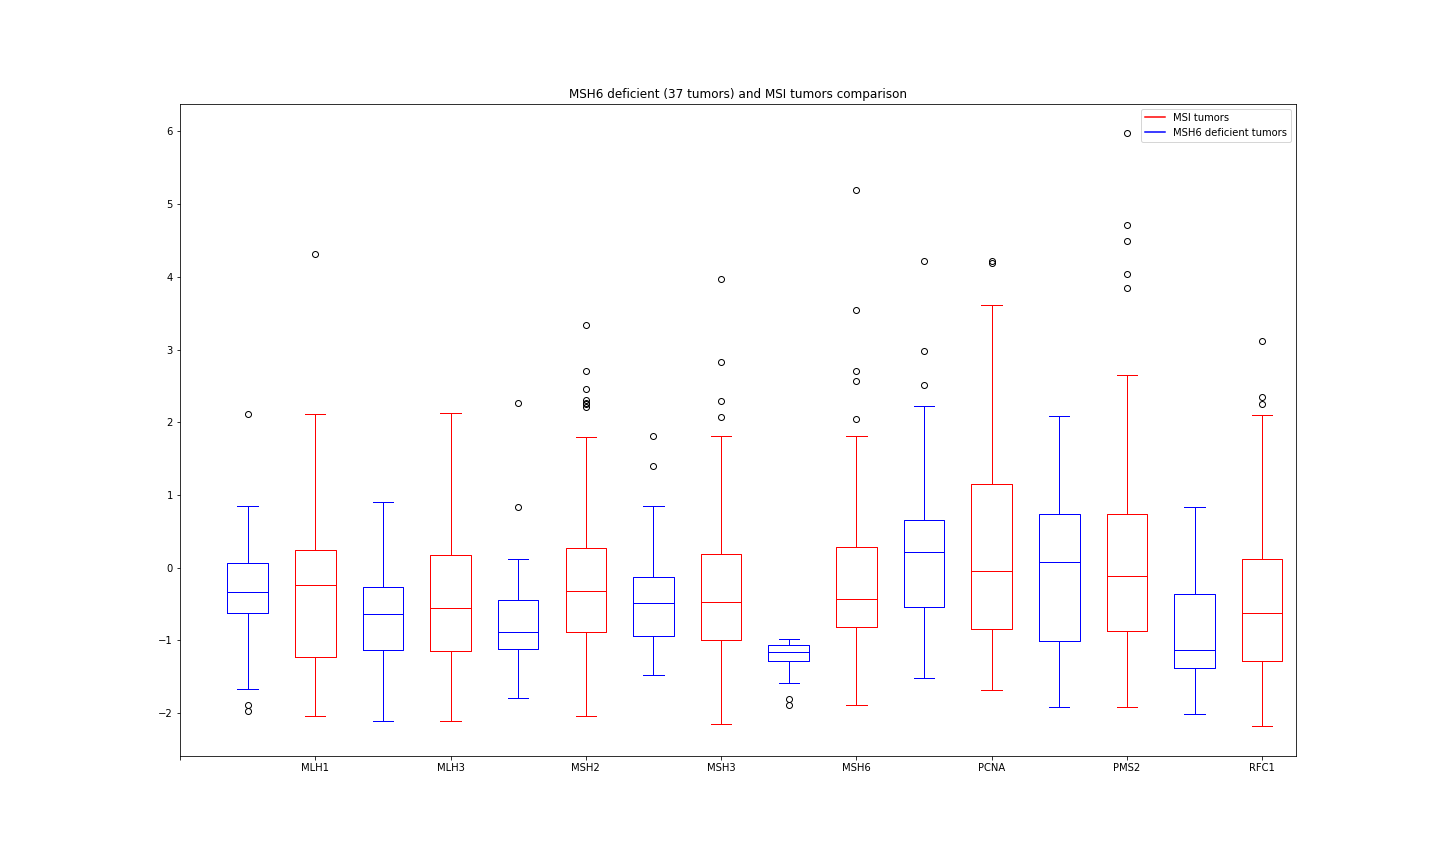 MSH6 deficient (37 tumors) and MSI tumors comparison
MSI tumors
MSH6 deficient tumors
6
5
4
3
2
1
0
−1
−2
MLH1 MLH3 MSH2 MSH3 MSH6 PCNA PMS2 RFC1